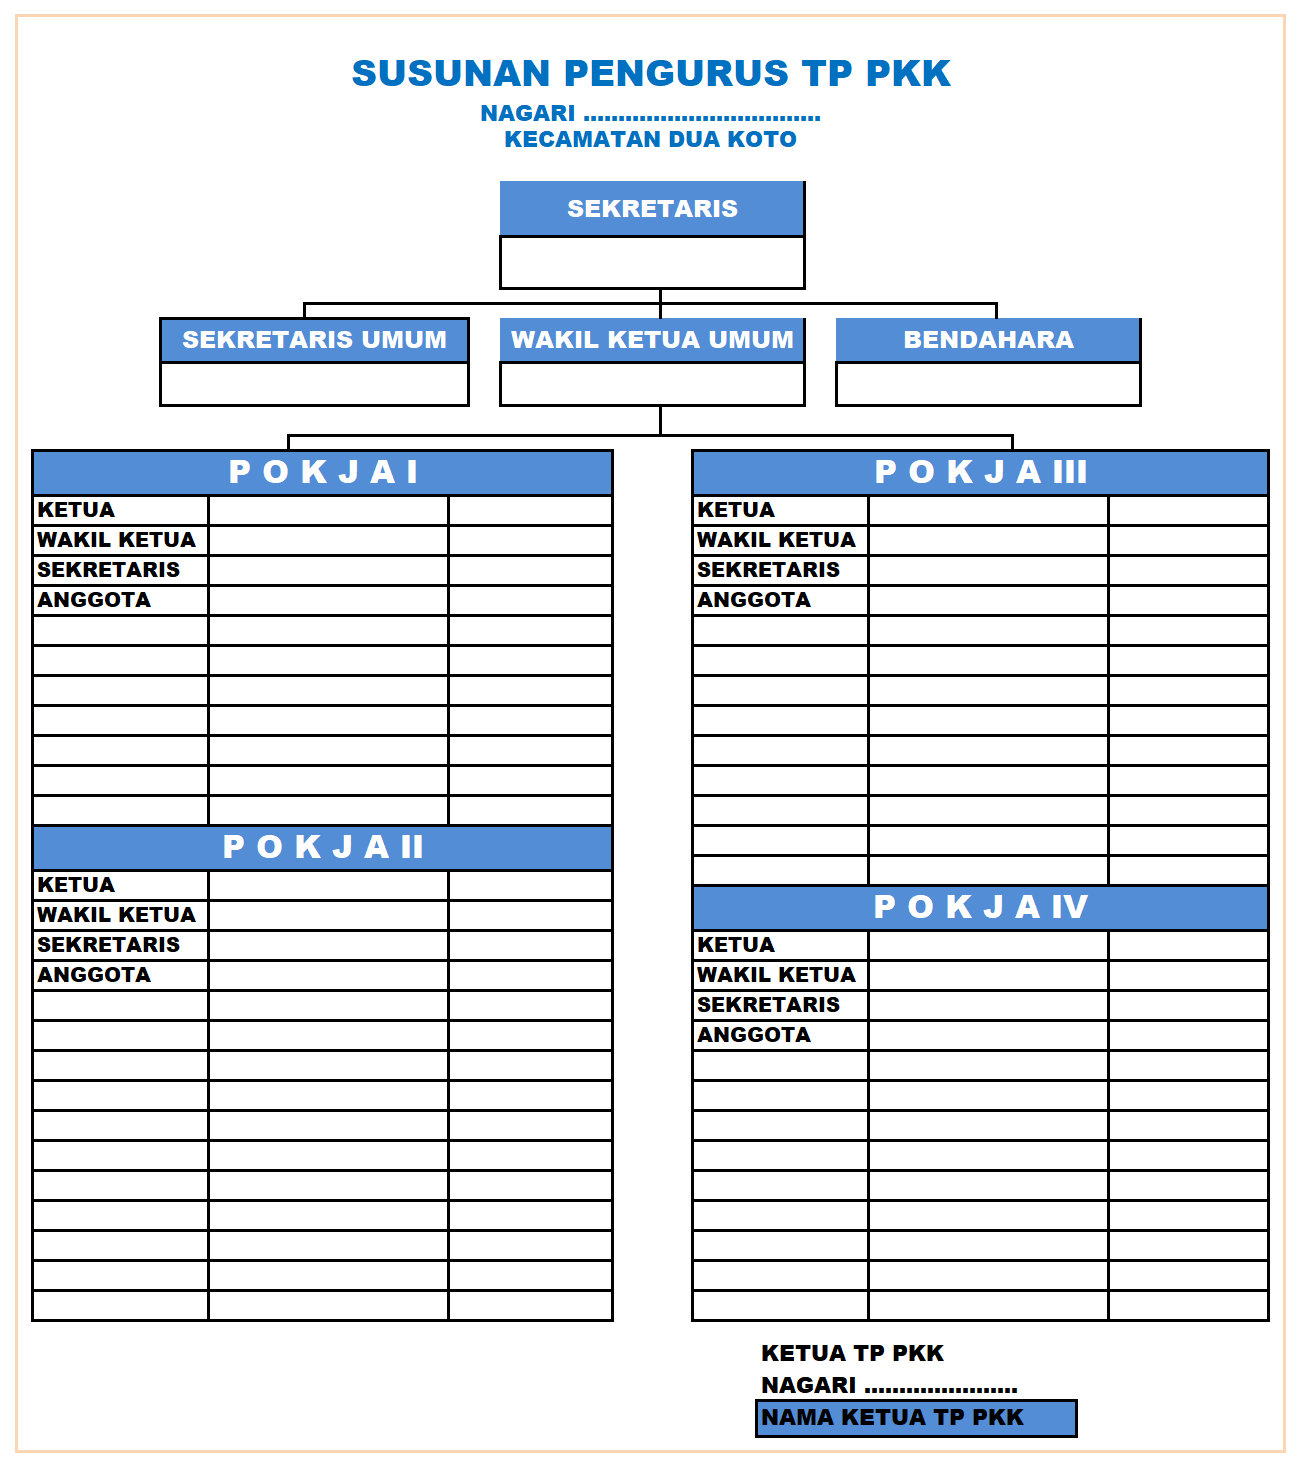 SUSUNAN PENGURUS TP PKK
NAGARI ..................................
KECAMATAN DUA KOTO
SEKRETARIS
SEKRETARIS UMUM
WAKIL KETUA UMUM
BENDAHARA
P O K J A I
KETUA
WAKIL KETUA
SEKRETARIS
ANGGOTA
P O K J A II
KETUA
WAKIL KETUA
SEKRETARIS
ANGGOTA
P O K J A III
KETUA
WAKIL KETUA
SEKRETARIS
ANGGOTA
P O K J A IV
KETUA
WAKIL KETUA
SEKRETARIS
ANGGOTA
KETUA TP PKK
NAGARI ......................
NAMA KETUA TP PKK